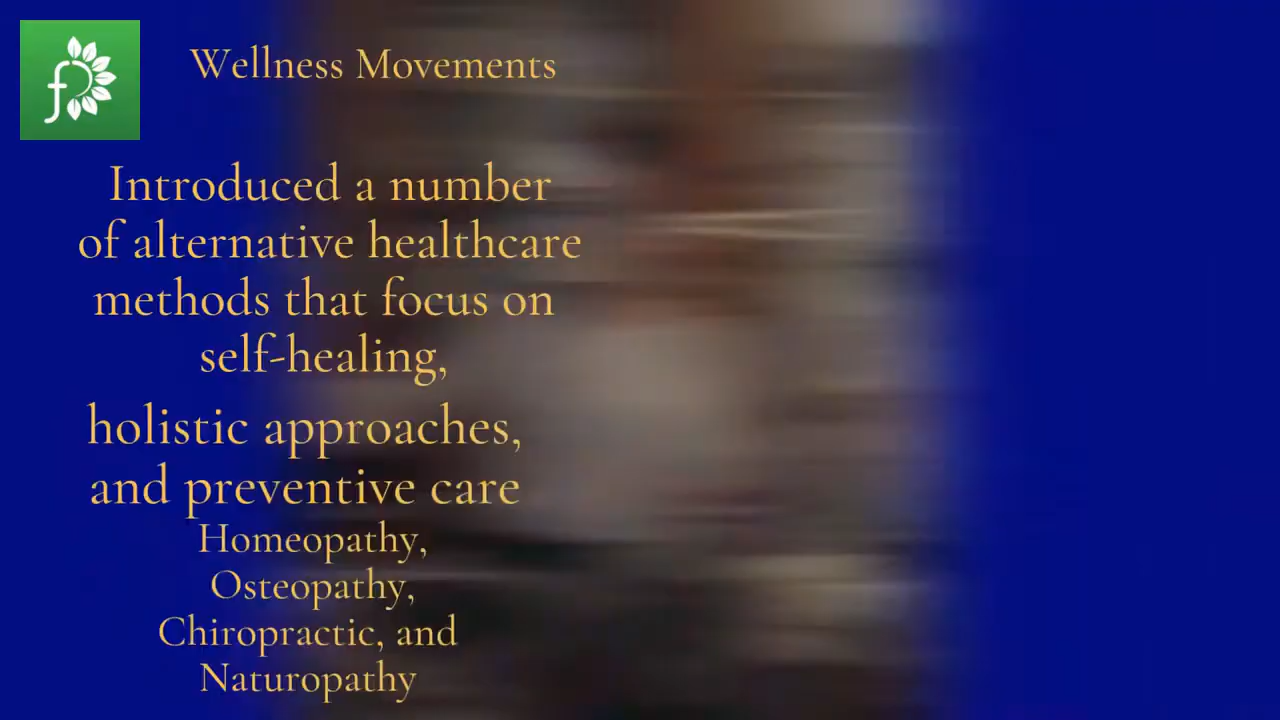 Wellness Movements
Introduced a number
of alternative healthcare
methods that focus on
self-healing,
holistic approaches,
and preventive care
Homeopathy,
Osteopathy,
Chiropractic, and
Naturopathy